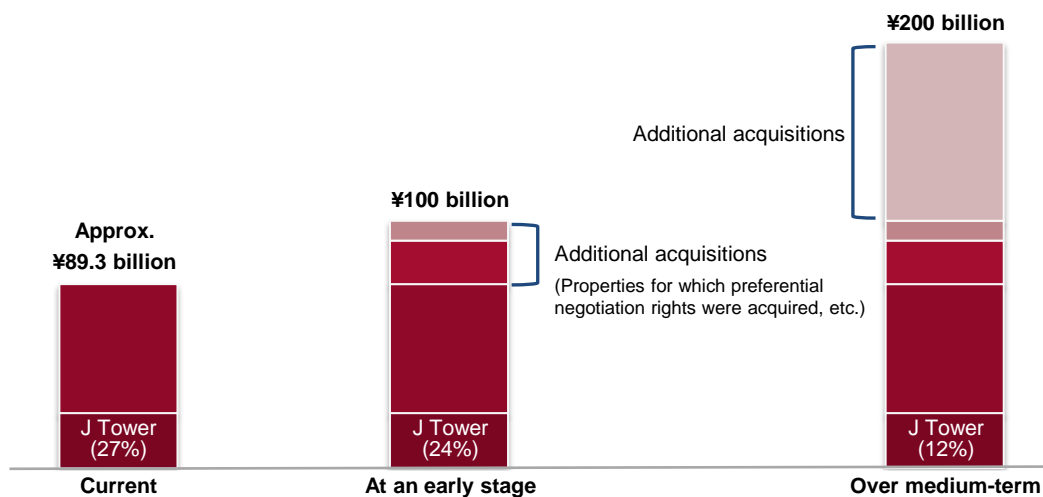 ¥200 billion
Additional acquisitions
¥100 billion
Approx.
¥89.3 billion
Additional acquisitions
(Properties for which preferential
negotiation rights were acquired, etc.)
J Tower
(27%)
J Tower
(24%)
J Tower
(12%)
Current
At an early stage
Over medium-term